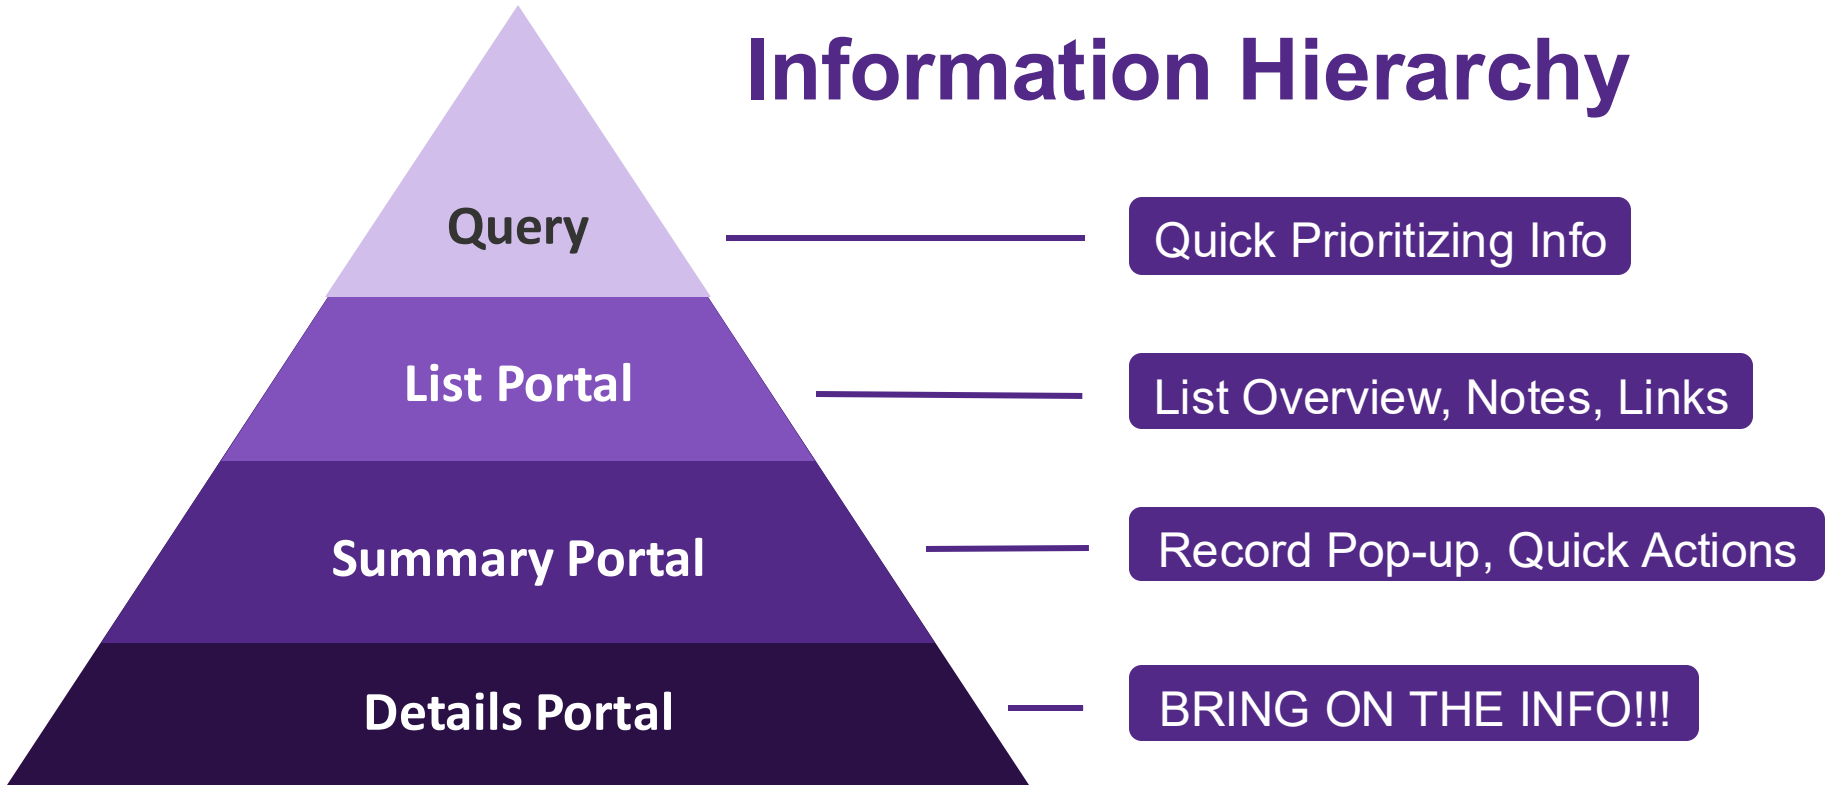 Information Hierarchy
Query
Quick Prioritizing Info
List Portal
List Overview, Notes, Links
Summary Portal
Record Pop-up, Quick Actions
Details Portal
BRING ON THE INFO!!!